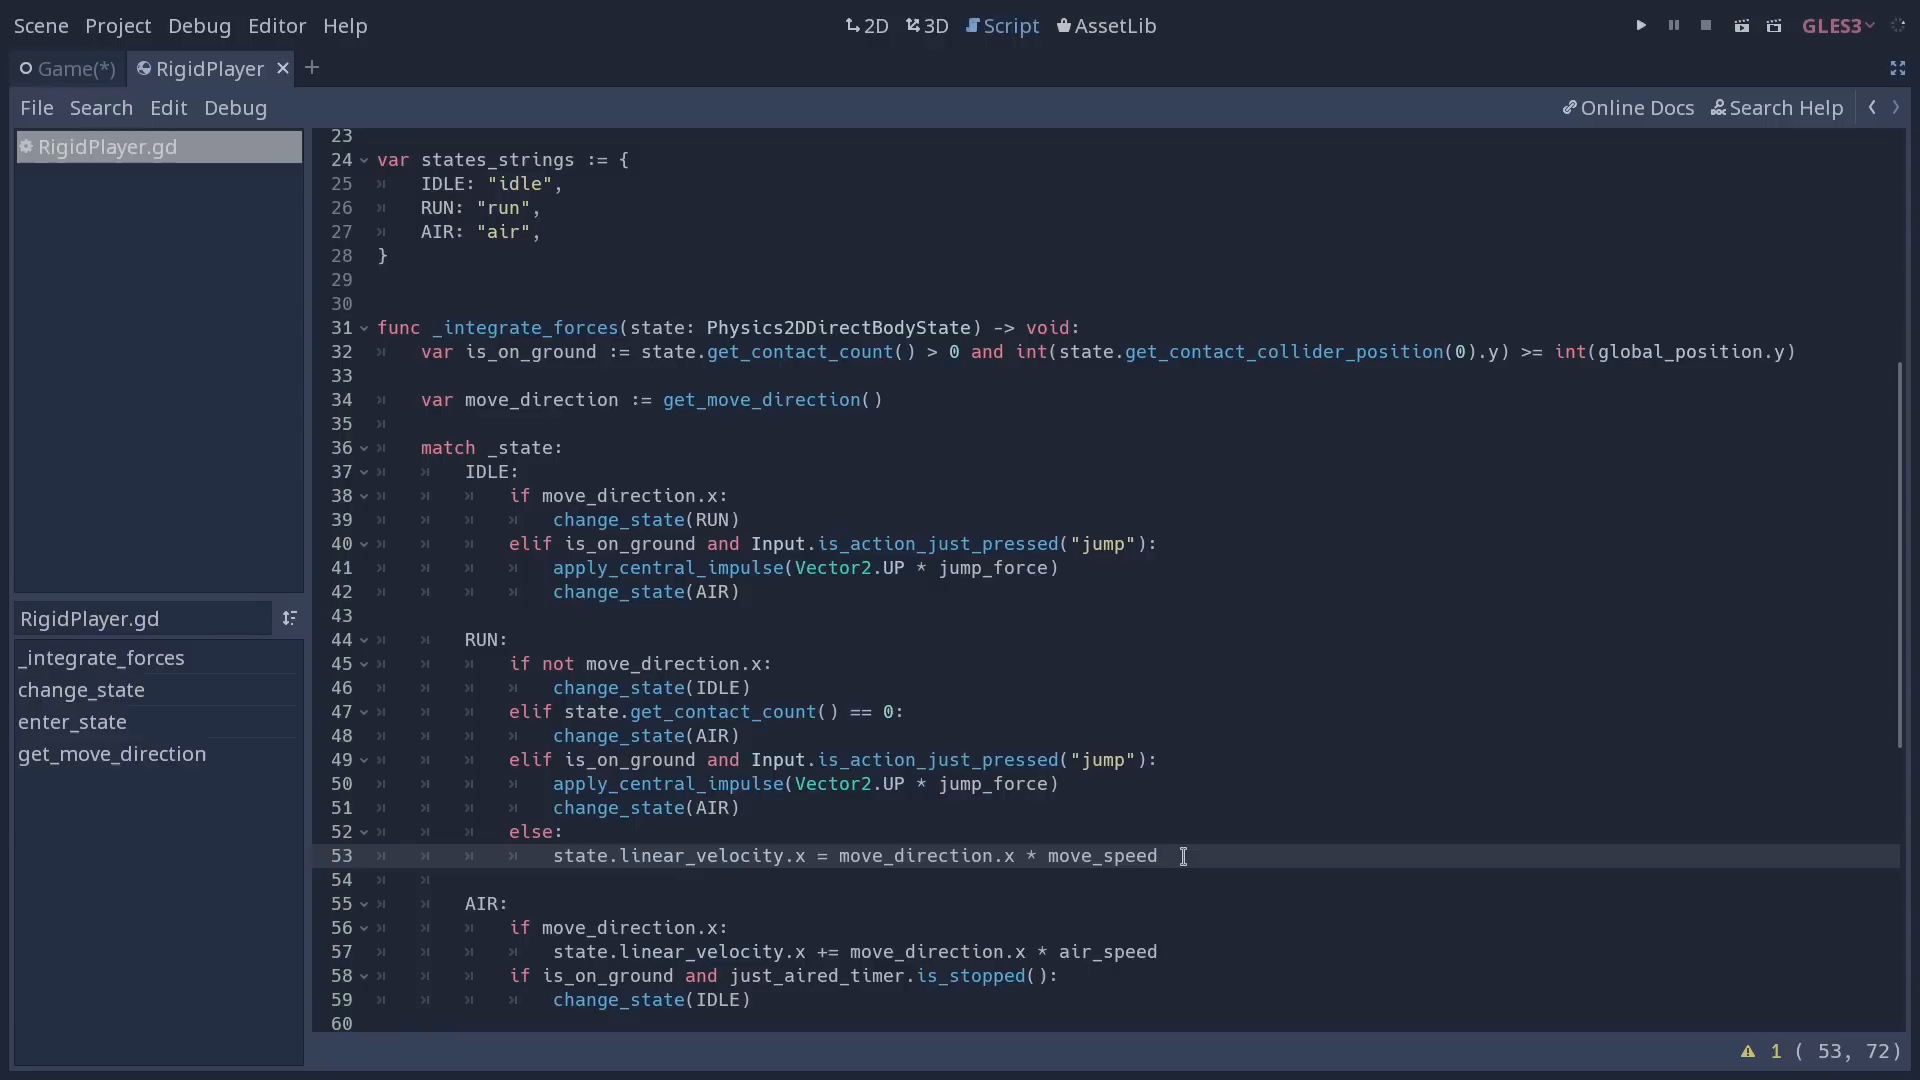 Scene Project Debug Editor Help 2D 3D Script AssetLib GLES3
Game(*) RigidPlayer
File Search Edit Debug Online Docs Search Help
RigidPlayer.gd
RigidPlayer.gd
_integrate_forces
change_state
enter_state
get_move_direction
23
24 var states_strings := {
25 IDLE: "idle",
26 RUN: "run",
27 AIR: "air",
28 }
29
30
31 func _integrate_forces(state: Physics2DDirectBodyState) -> void:
32 var is_on_ground := state.get_contact_count() > 0 and int(state.get_contact_collider_position(0).y) >= int(global_position.y)
33
34 var move_direction := get_move_direction()
35
36 match _state:
37 IDLE:
38 if move_direction.x:
39 change_state(RUN)
40 elif is_on_ground and Input.is_action_just_pressed("jump"):
41 apply_central_impulse(Vector2.UP * jump_force)
42 change_state(AIR)
43
44 RUN:
45 if not move_direction.x:
46 change_state(IDLE)
47 elif state.get_contact_count() == 0:
48 change_state(AIR)
49 elif is_on_ground and Input.is_action_just_pressed("jump"):
50 apply_central_impulse(Vector2.UP * jump_force)
51 change_state(AIR)
52 else:
53 state.linear_velocity.x = move_direction.x * move_speed
54
55 AIR:
56 if move_direction.x:
57 state.linear_velocity.x += move_direction.x * air_speed
58 if is_on_ground and just_aired_timer.is_stopped():
59 change_state(IDLE)
60
1 ( 53, 72)